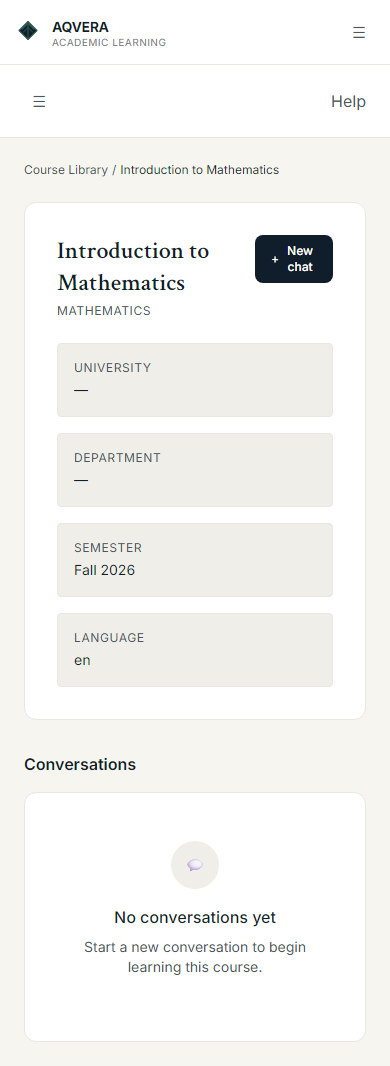 AQVERA
ACADEMIC LEARNING
Help
Course Library / Introduction to Mathematics
Introduction to
Mathematics
MATHEMATICS
+ New
chat
UNIVERSITY
—
DEPARTMENT
—
SEMESTER
Fall 2026
LANGUAGE
en
Conversations
No conversations yet
Start a new conversation to begin
learning this course.